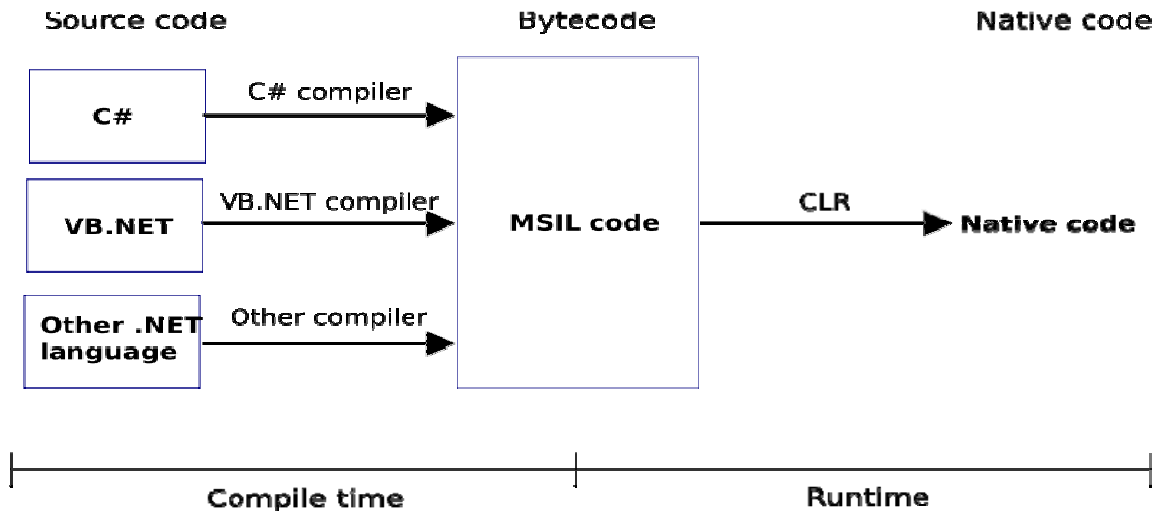 Source code
Bytecode
Native code
C#
C# compiler
VB.NET
VB.NET compiler
MSIL code
CLR
Native code
Other .NET
language
Other compiler
Compile time
Runtime